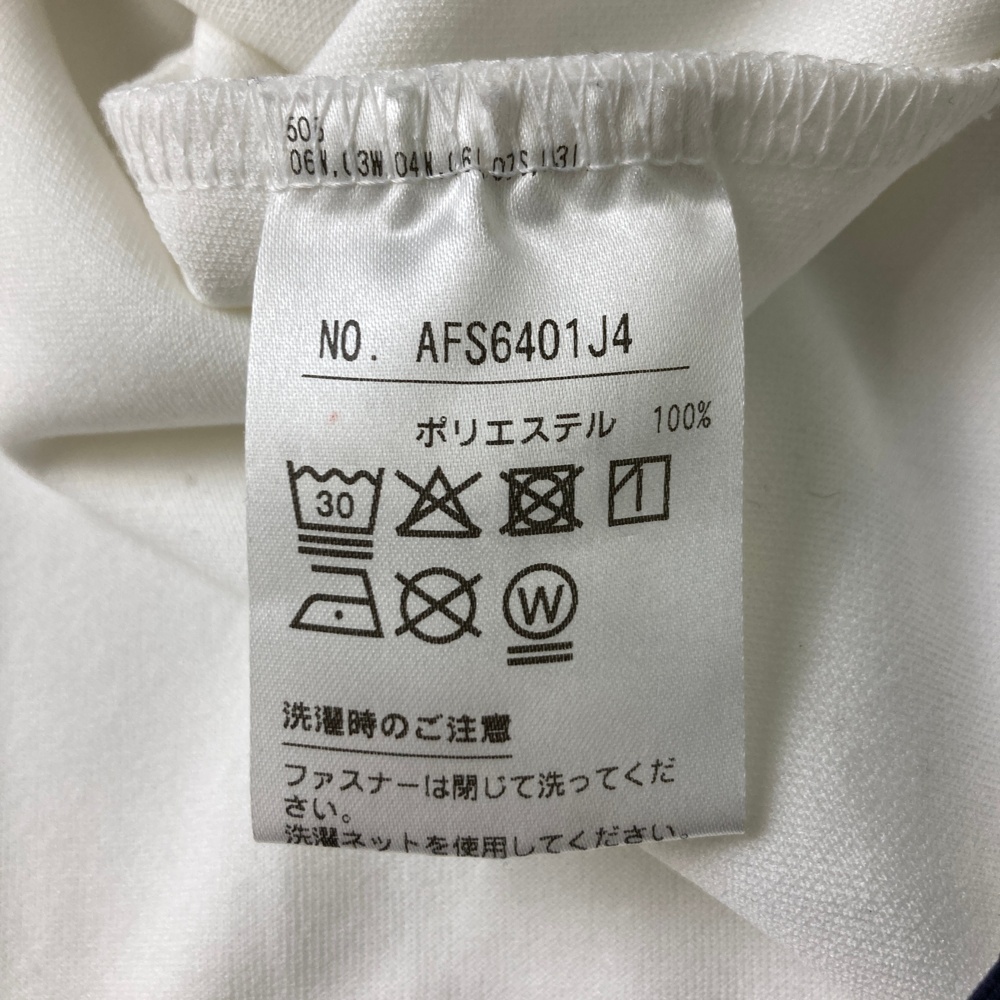 NO. AFS6401J4
ポリエステル 100%
30
W
洗濯時のご注意
ファスナーは閉じて洗ってくだ
さい。
洗濯ネットを使用してください。